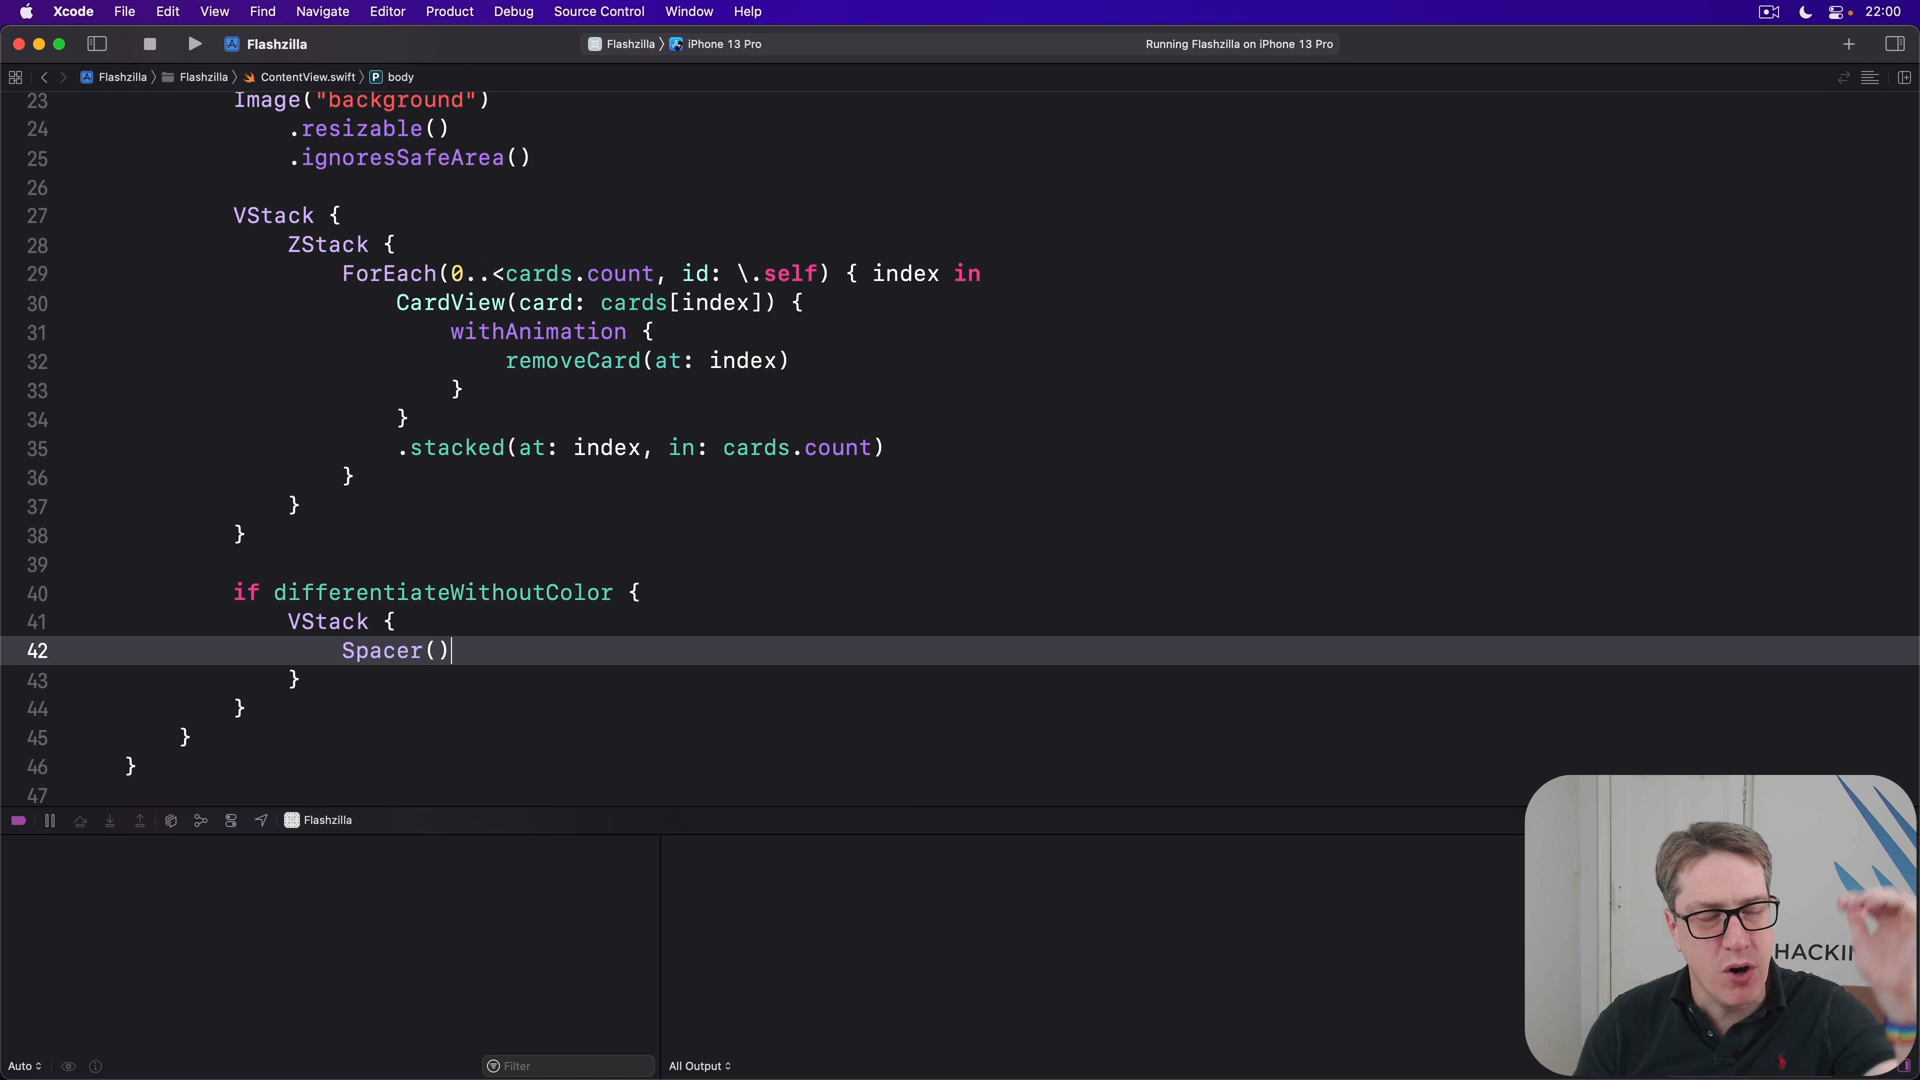 Xcode File Edit View Find Navigate Editor Product Debug Source Control Window Help 22:00
Flashzilla Flashzilla iPhone 13 Pro Running Flashzilla on iPhone 13 Pro
Flashzilla Flashzilla ContentView.swift P body
23 Image("background")
24 .resizable()
25 .ignoresSafeArea()
26
27 VStack {
28 ZStack {
29 ForEach(0..<cards.count, id: \.self) { index in
30 CardView(card: cards[index]) {
31 withAnimation {
32 removeCard(at: index)
33 }
34 }
35 .stacked(at: index, in: cards.count)
36 }
37 }
38 }
39
40 if differentiateWithoutColor {
41 VStack {
42 Spacer()
43 }
44 }
45 }
46 }
47
Flashzilla
HACKIN
Auto Filter All Output